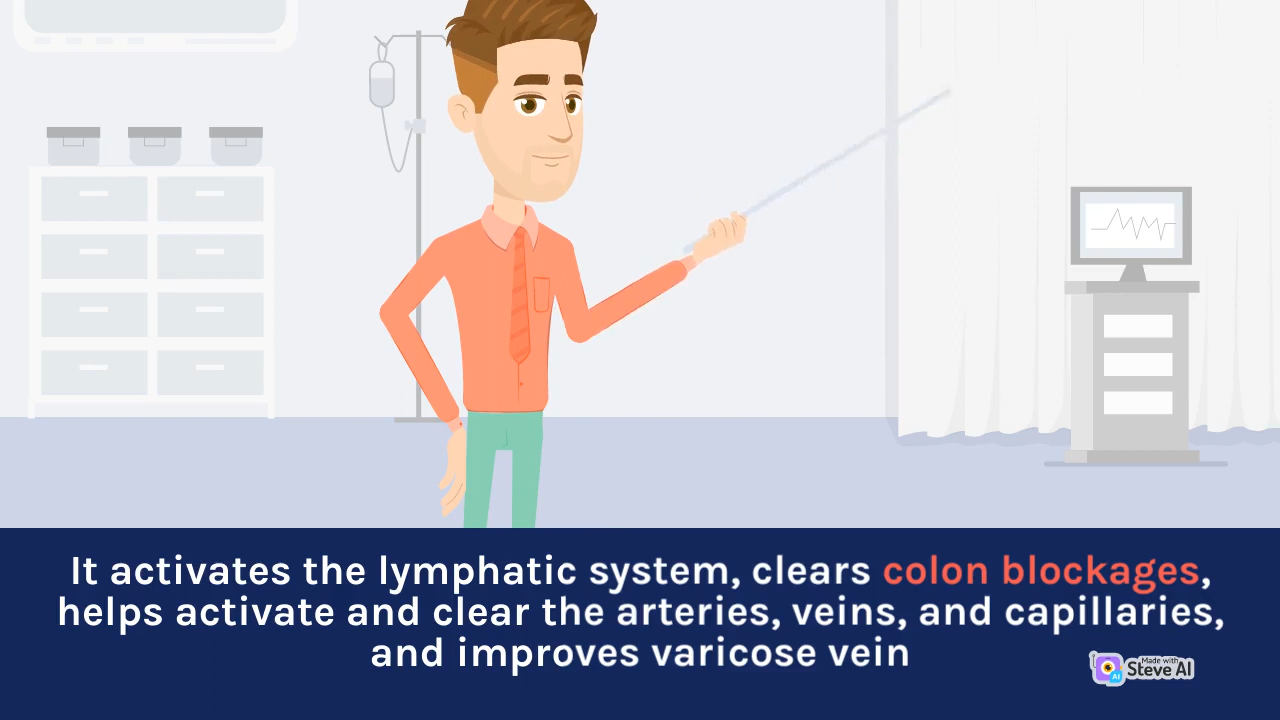 It activates the lymphatic system, clears colon blockages,
helps activate and clear the arteries, veins, and capillaries,
and improves varicose vein
Made with
Steve AI
AI